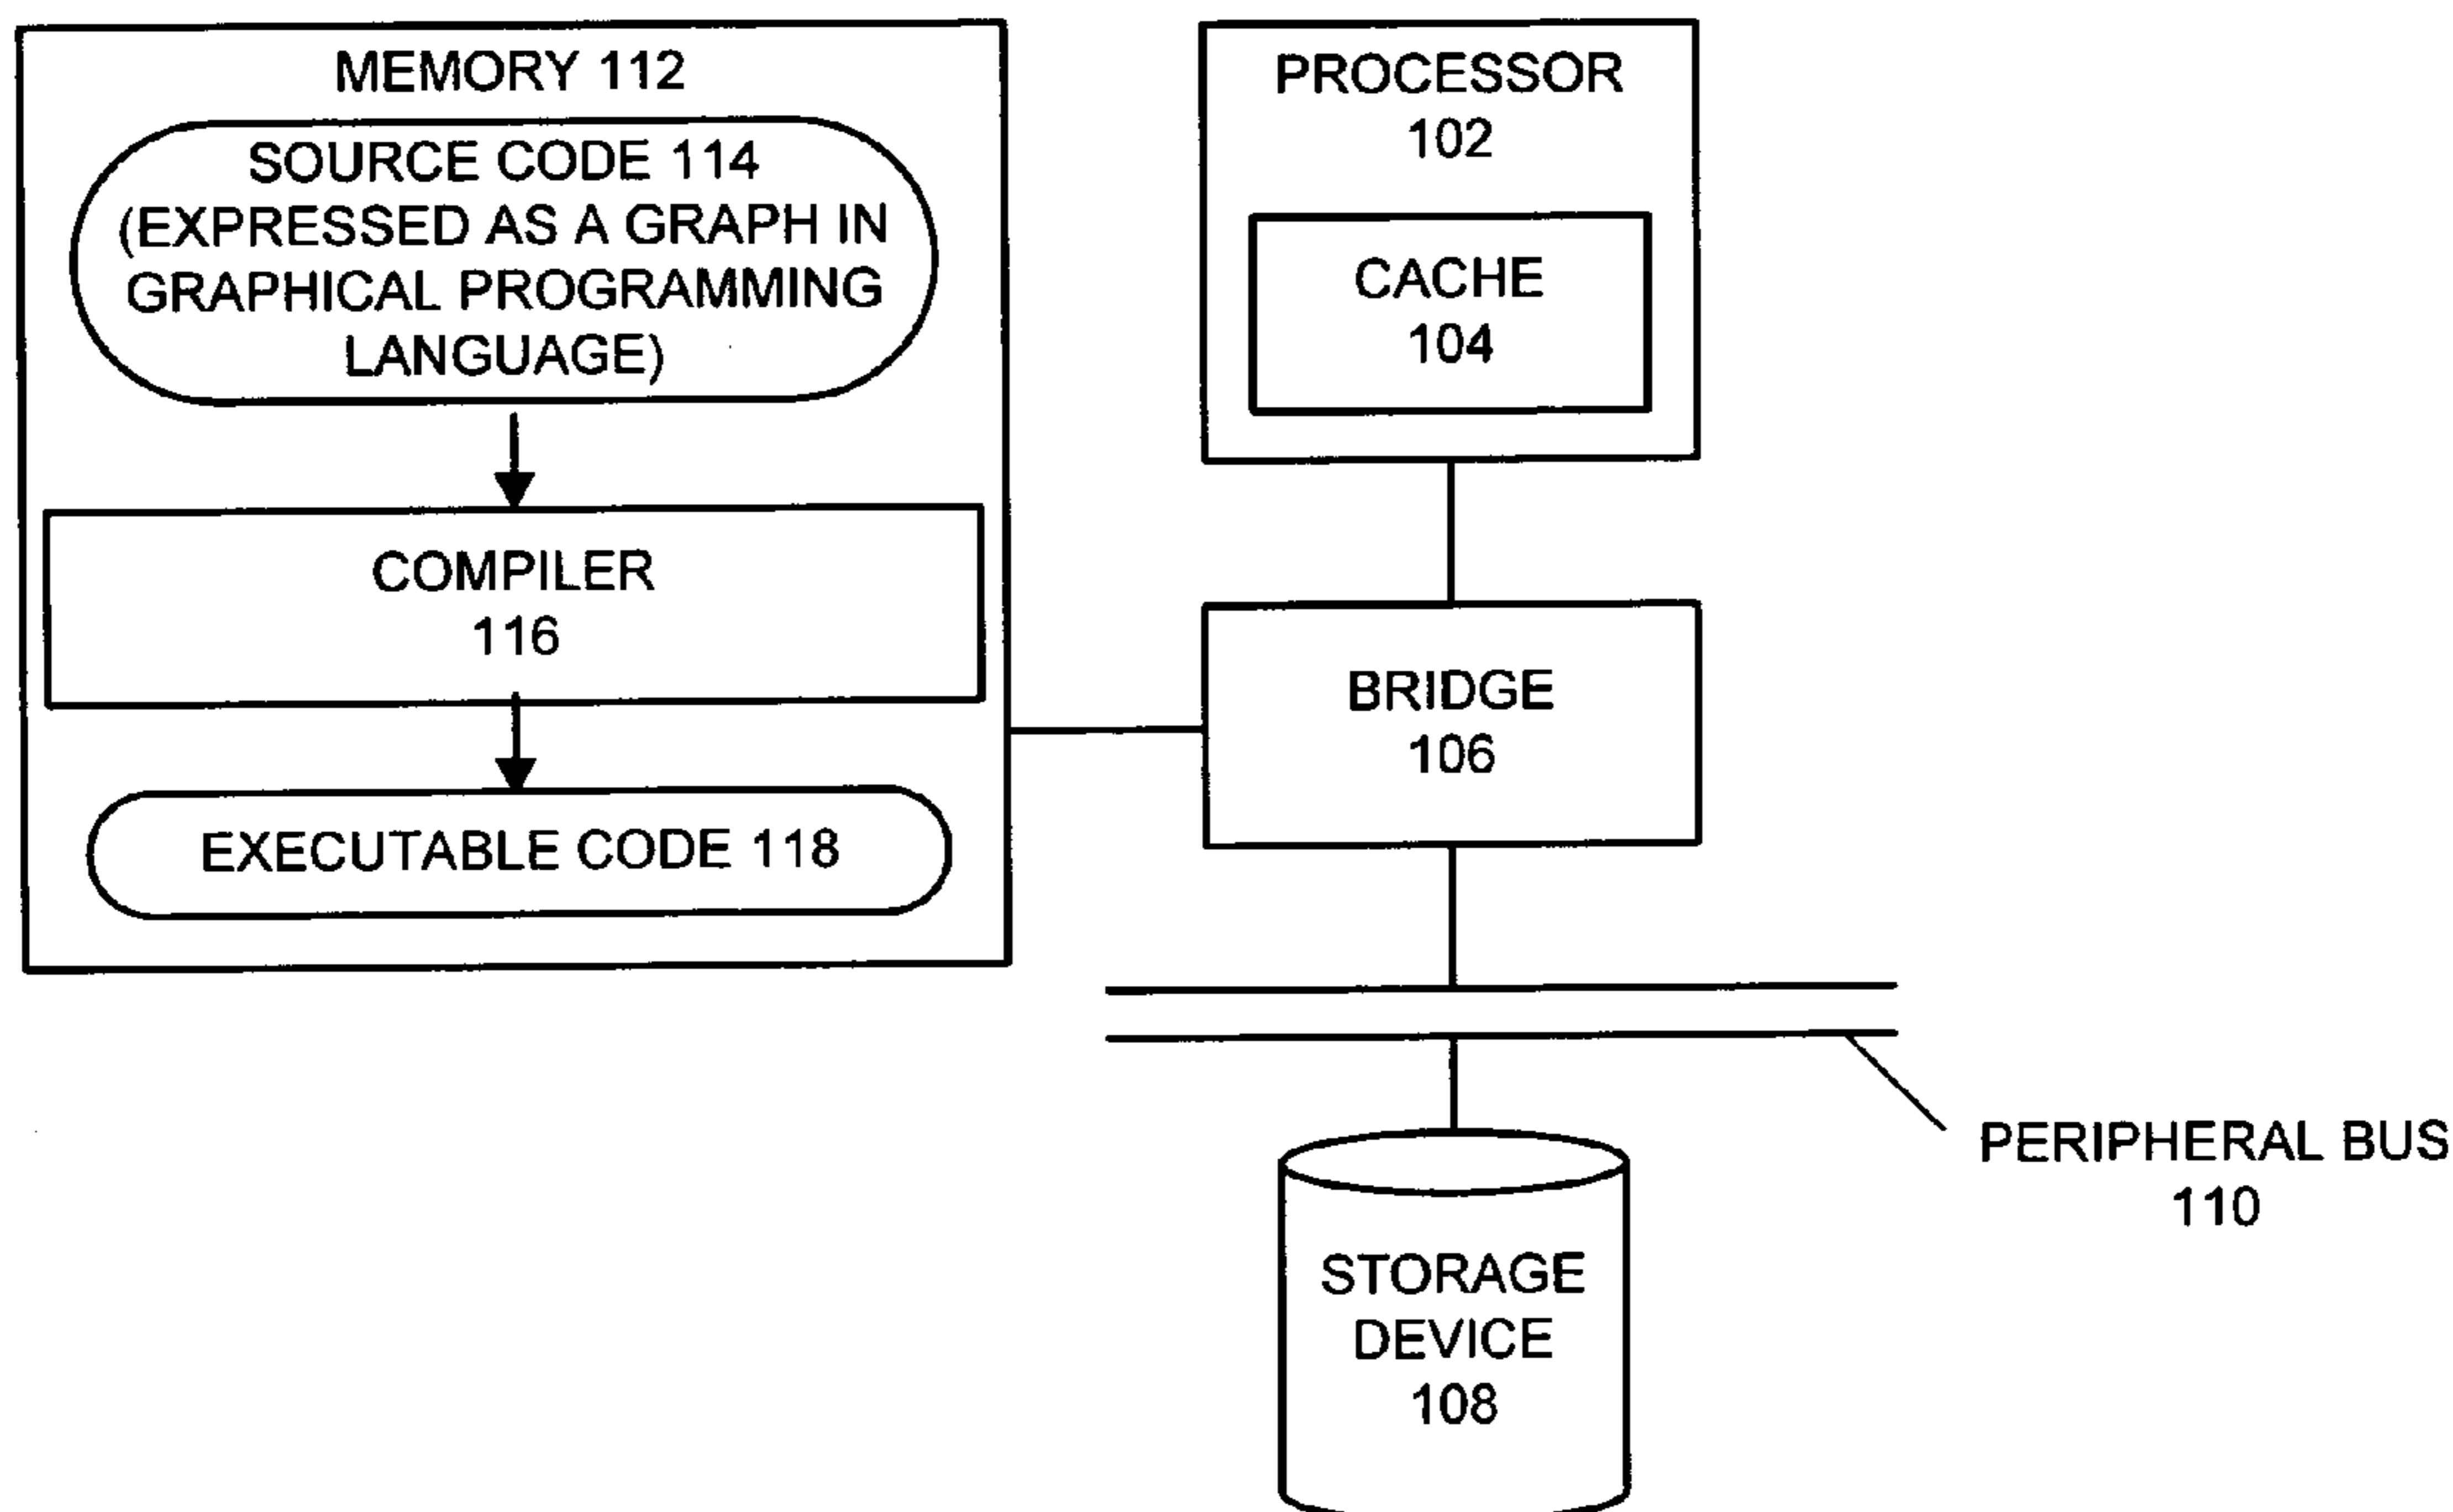 MEMORY 112
SOURCE CODE 114
(EXPRESSED AS A GRAPH IN
GRAPHICAL PROGRAMMING
LANGUAGE)
COMPILER
116
EXECUTABLE CODE 118
PROCESSOR
102
CACHE
104
BRIDGE
106
PERIPHERAL BUS
110
STORAGE
DEVICE
108